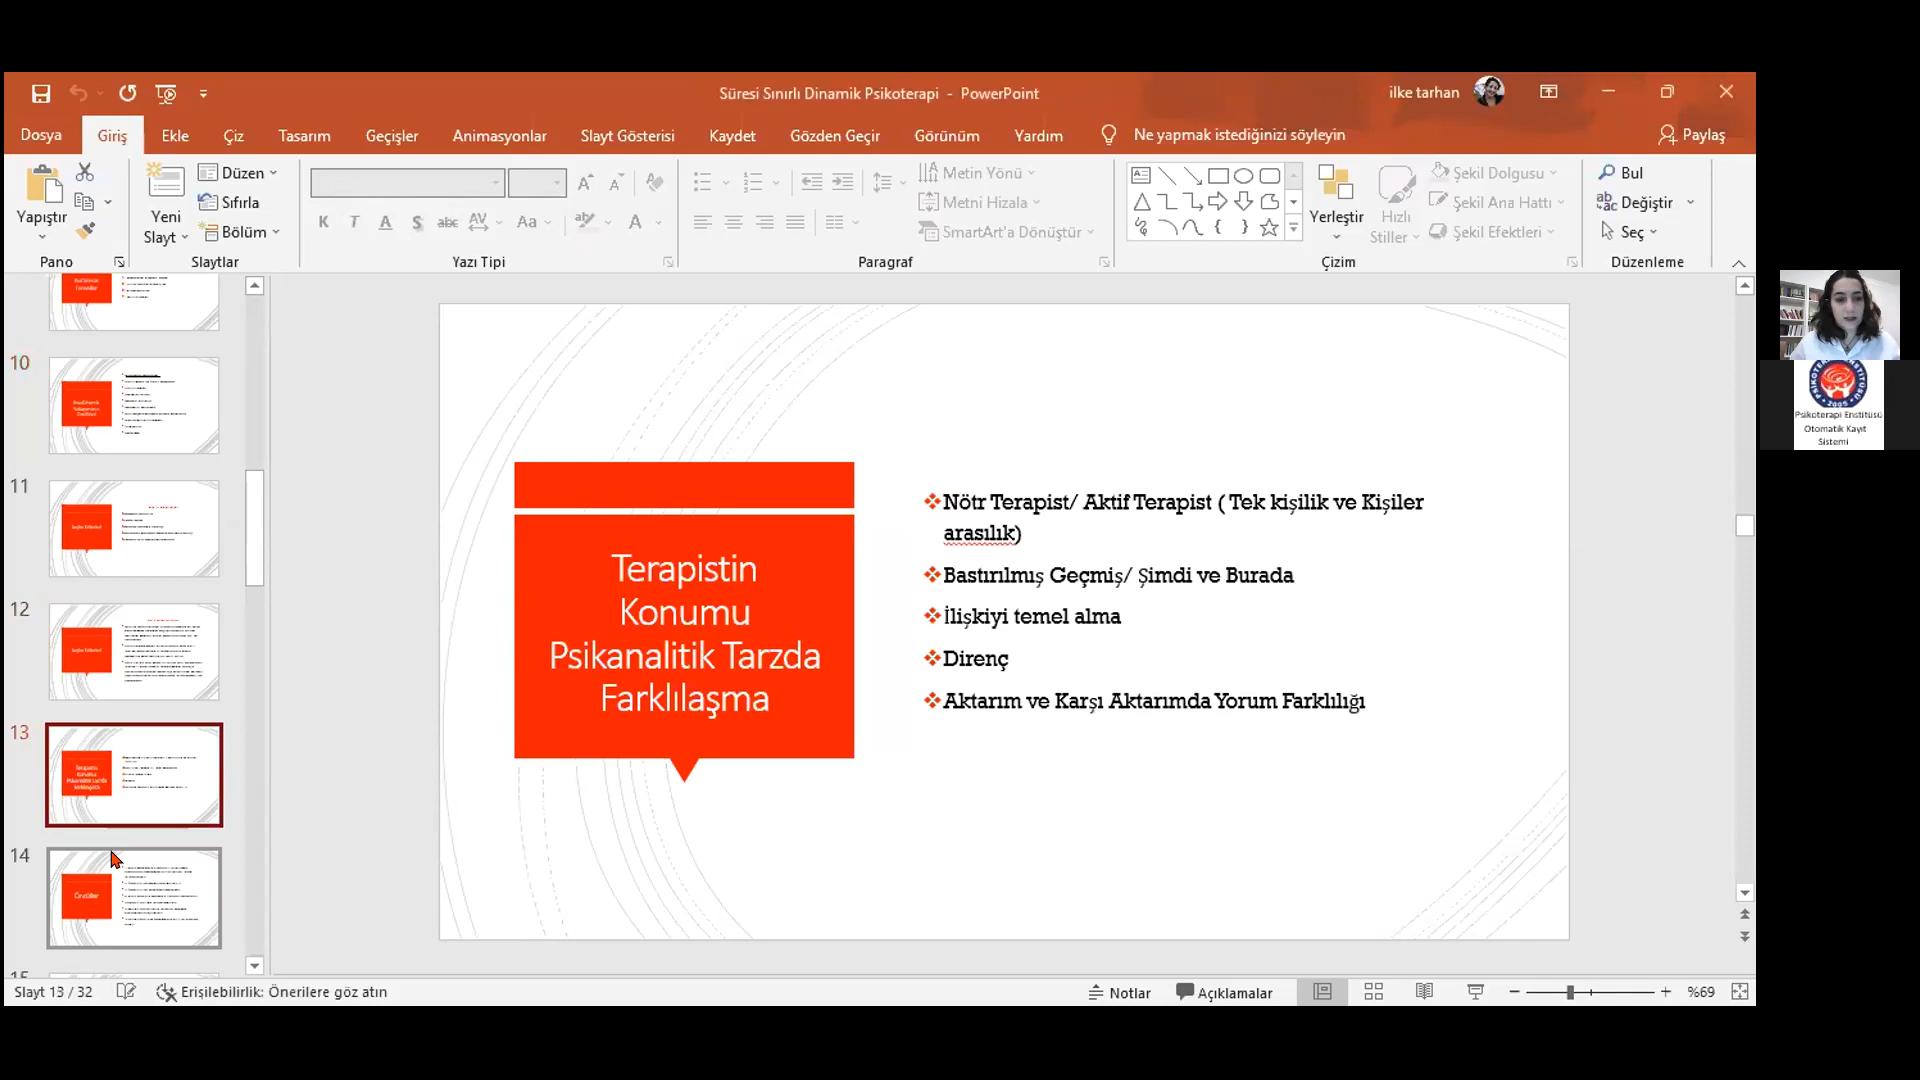 Süresi Sınırlı Dinamik Psikoterapi - PowerPoint
ilke tarhan
Dosya
Giriş
Ekle
Çiz
Tasarım
Geçişler
Animasyonlar
Slayt Gösterisi
Kaydet
Gözden Geçir
Görünüm
Yardım
Ne yapmak istediğinizi söyleyin
Paylaş
Yapıştır
Pano
Yeni
Slayt
Düzen
Sıfırla
Bölüm
Slaytlar
K T A S abc AV Aa A
Yazı Tipi
Metin Yönü
Metni Hizala
SmartArt'a Dönüştür
Paragraf
Yerleştir
Hızlı
Stiller
Şekil Dolgusu
Şekil Ana Hattı
Şekil Efektleri
Çizim
Bul
Değiştir
Seç
Düzenleme
10
11
12
13
14
15
Terapistin
Konumu
Psikanalitik Tarzda
Farklılaşma
Nötr Terapist/ Aktif Terapist ( Tek kişilik ve Kişiler
arasılık)
Bastırılmış Geçmiş/ Şimdi ve Burada
İlişkiyi temel alma
Direnç
Aktarım ve Karşı Aktarımda Yorum Farklılığı
Psikoterapi Enstitüsü
Otomatik Kayıt
Sistemi
Slayt 13 / 32
Erişilebilirlik: Önerilere göz atın
Notlar
Açıklamalar
%69